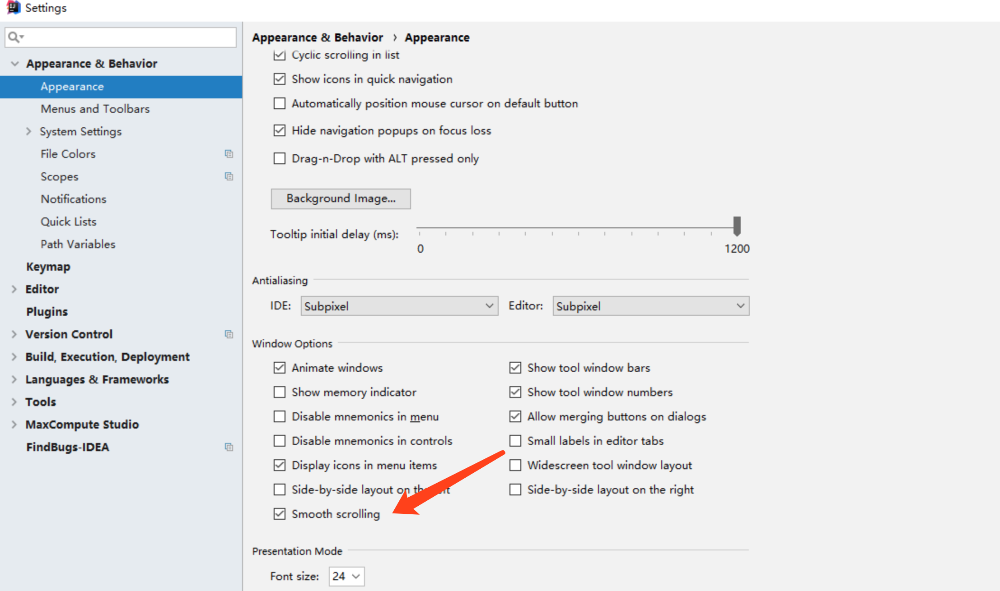 Settings
Appearance & Behavior
Appearance
Menus and Toolbars
System Settings
File Colors
Scopes
Notifications
Quick Lists
Path Variables
Keymap
Editor
Plugins
Version Control
Build, Execution, Deployment
Languages & Frameworks
Tools
MaxCompute Studio
FindBugs-IDEA
Appearance & Behavior › Appearance
Cyclic scrolling in list
Show icons in quick navigation
Automatically position mouse cursor on default button
Hide navigation popups on focus loss
Drag-n-Drop with ALT pressed only
Background Image...
Tooltip initial delay (ms):
0 1200
Antialiasing
IDE: Subpixel Editor: Subpixel
Window Options
Animate windows Show tool window bars
Show memory indicator Show tool window numbers
Disable mnemonics in menu Allow merging buttons on dialogs
Disable mnemonics in controls Small labels in editor tabs
Display icons in menu items Widescreen tool window layout
Side-by-side layout on Side-by-side layout on the right
Smooth scrolling
Presentation Mode
Font size: 24